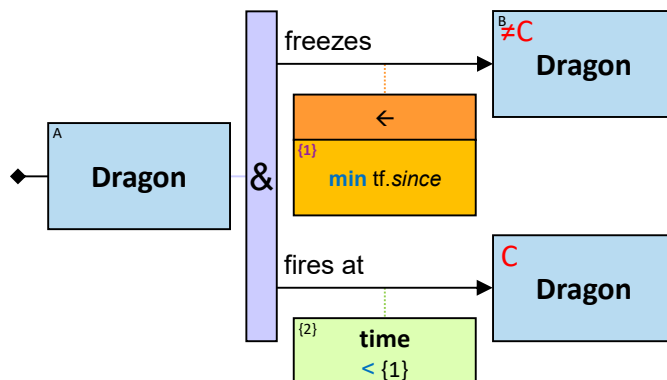 freezes
B
≠C
Dragon
A
Dragon
&
←
{1}
min tf.since
fires at
C
Dragon
{2}
time
< {1}